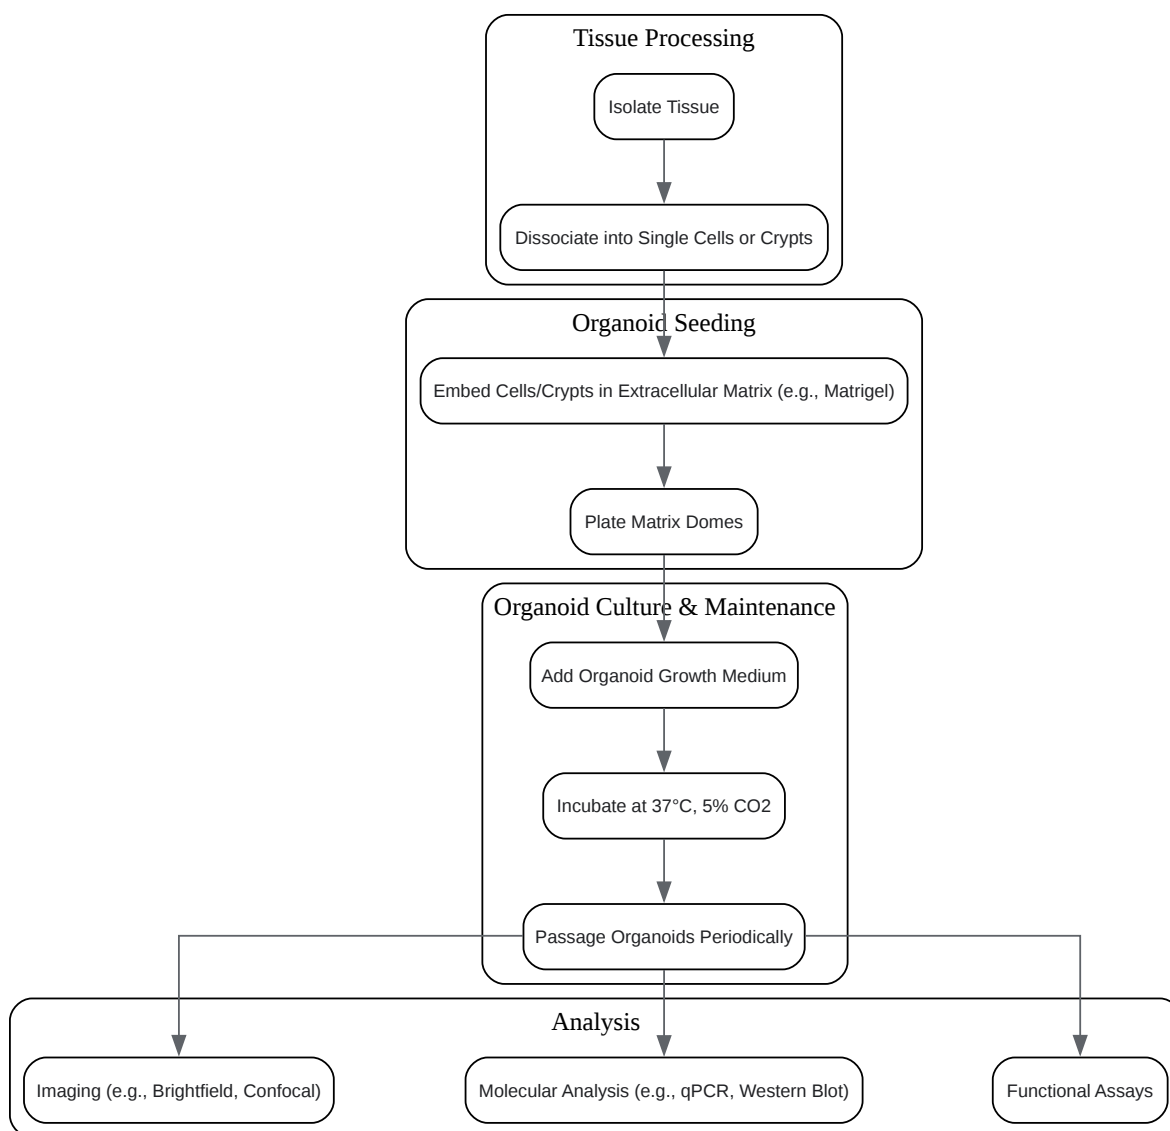 Tissue Processing
Isolate Tissue
Dissociate into Single Cells or Crypts
Organoid Seeding
Embed Cells/Crypts in Extracellular Matrix (e.g., Matrigel)
Plate Matrix Domes
Organoid Culture & Maintenance
Add Organoid Growth Medium
Incubate at 37°C, 5% CO2
Passage Organoids Periodically
Analysis
Imaging (e.g., Brightfield, Confocal)
Molecular Analysis (e.g., qPCR, Western Blot)
Functional Assays